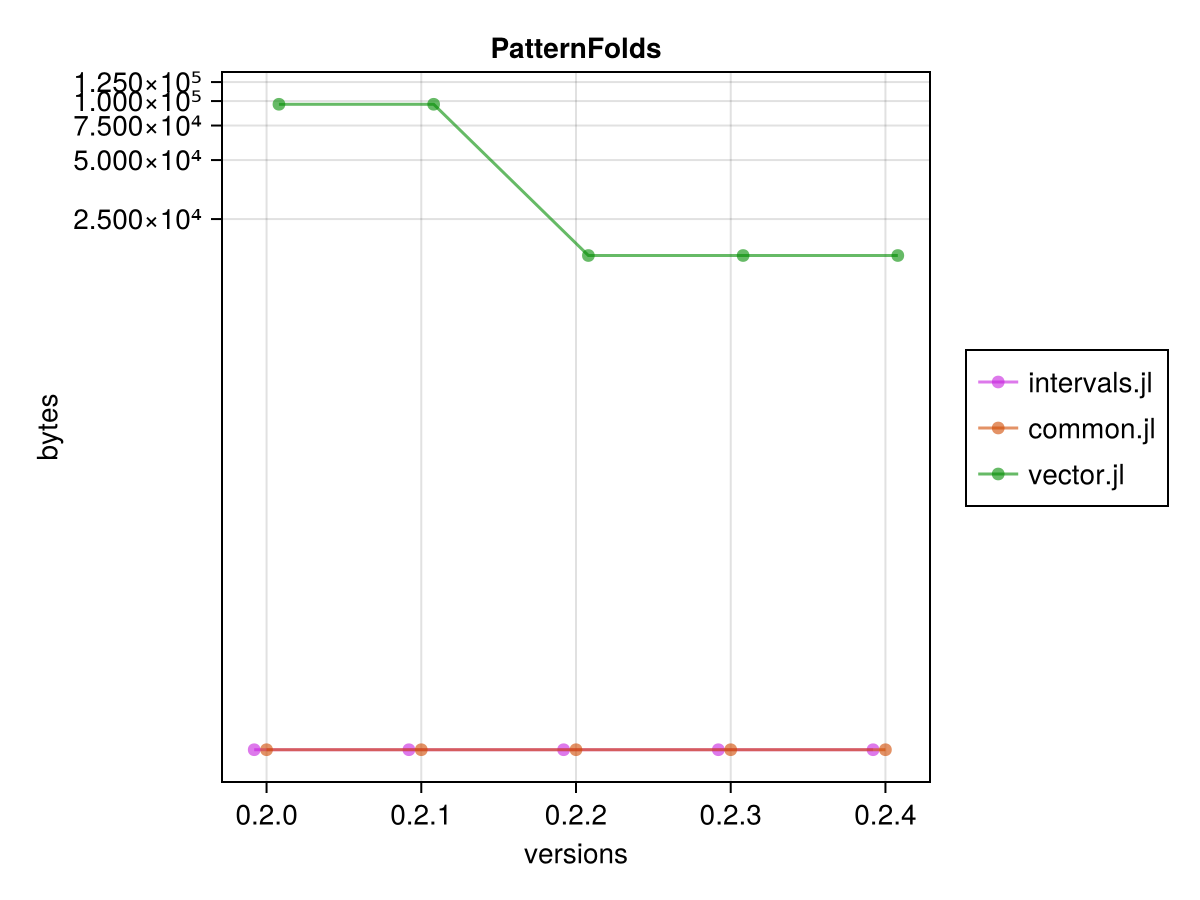 PatternFolds
1.250×10⁵
1.000×10⁵
7.500×10⁴
5.000×10⁴
2.500×10⁴
bytes
intervals.jl
common.jl
vector.jl
0.2.0 0.2.1 0.2.2 0.2.3 0.2.4
versions